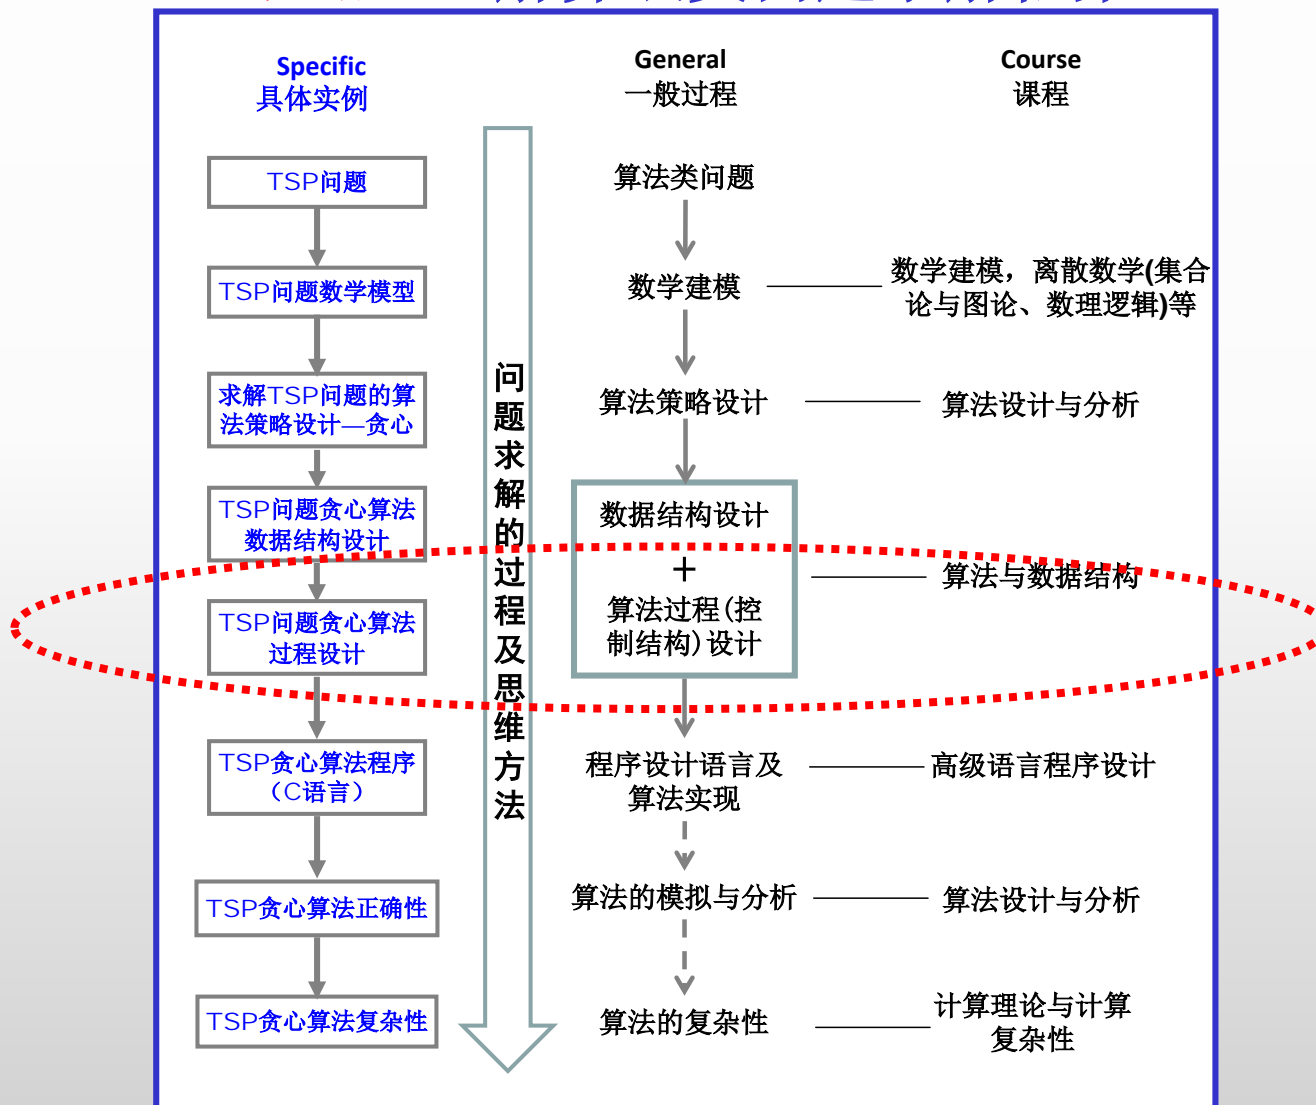 Specific
具体实例
General
一般过程
Course
课程
TSP问题
算法类问题
TSP问题数学模型
数学建模
数学建模，离散数学(集合
论与图论、数理逻辑)等
求解TSP问题的算
法策略设计—贪心
算法策略设计
算法设计与分析
TSP问题贪心算法
数据结构设计
数据结构设计
+
算法过程(控
制结构)设计
算法与数据结构
TSP问题贪心算法
过程设计
TSP贪心算法程序
（C语言）
程序设计语言及
算法实现
高级语言程序设计
TSP贪心算法正确性
算法的模拟与分析
算法设计与分析
TSP贪心算法复杂性
算法的复杂性
计算理论与计算
复杂性
问题求解的过程及思维方法